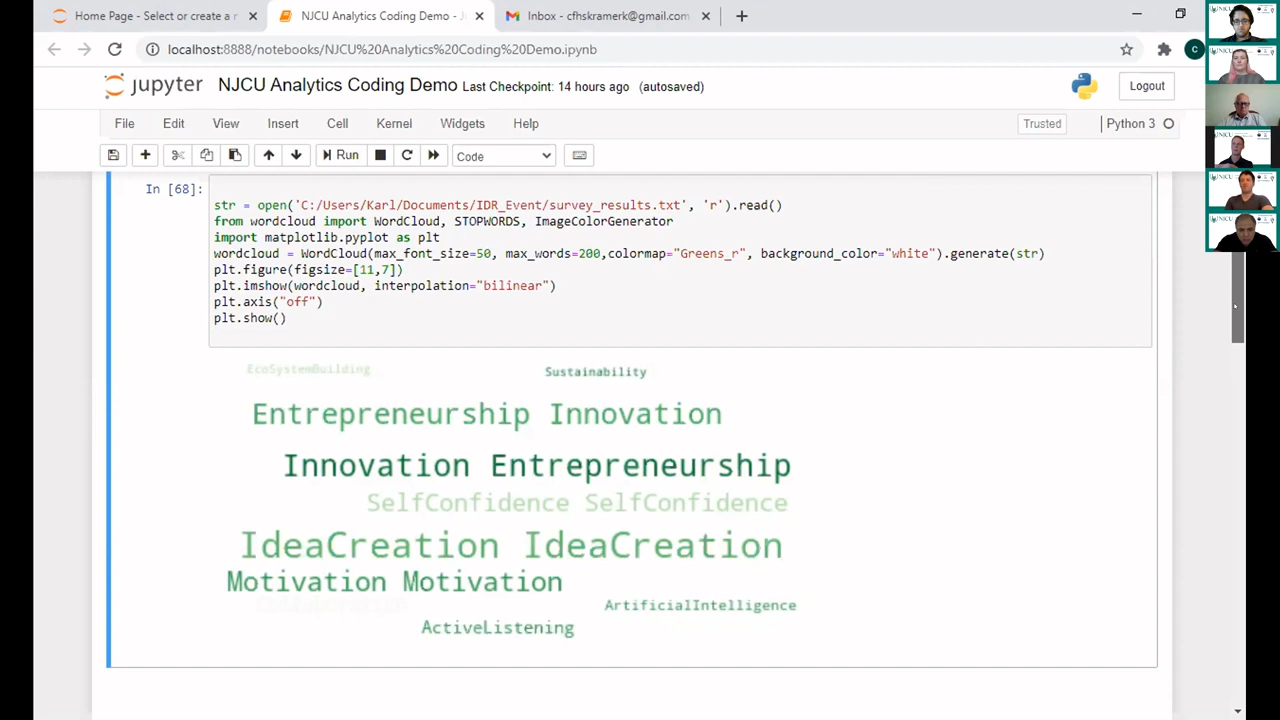 Home Page - Select or create a n
NJCU Analytics Coding Demo - J
Inbox - cfhskramerk@gmail.com
localhost:8888/notebooks/NJCU%20Analytics%20Coding%20Demo.ipynb
C
jupyter NJCU Analytics Coding Demo Last Checkpoint: 14 hours ago (autosaved)
Logout
File Edit View Insert Cell Kernel Widgets Help
Trusted
Python 3
Run
Code
In [68]:
str = open('C:/Users/Karl/Documents/IDR_Event/survey_results.txt', 'r').read()
from wordcloud import WordCloud, STOPWORDS, ImageColorGenerator
import matplotlib.pyplot as plt
wordcloud = WordCloud(max_font_size=50, max_words=200,colormap="Greens_r", background_color="white").generate(str)
plt.figure(figsize=[11,7])
plt.imshow(wordcloud, interpolation="bilinear")
plt.axis("off")
plt.show()
EcoSystemBuilding
Sustainability
Entrepreneurship Innovation
Innovation Entrepreneurship
SelfConfidence SelfConfidence
IdeaCreation IdeaCreation
Motivation Motivation
ArtificialIntelligence
ActiveListening